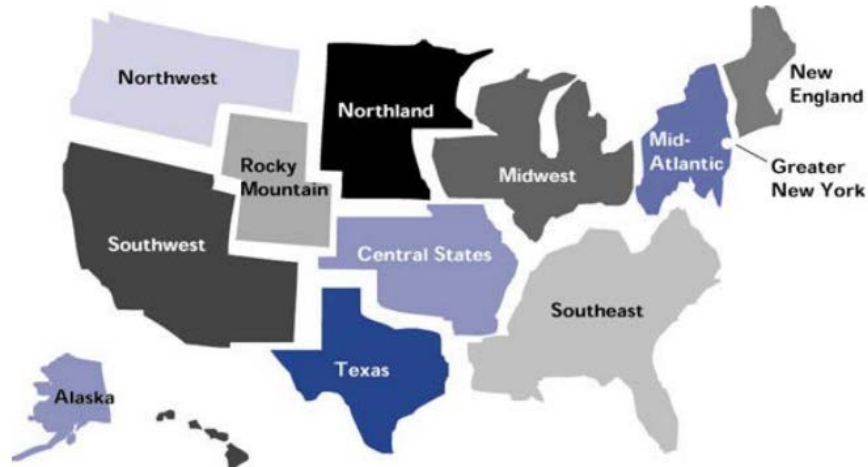 Northwest
Northland
New
England
Rocky
Mountain
Mid-
Atlantic
Midwest
Greater
New York
Southwest
Central States
Southeast
Texas
Alaska